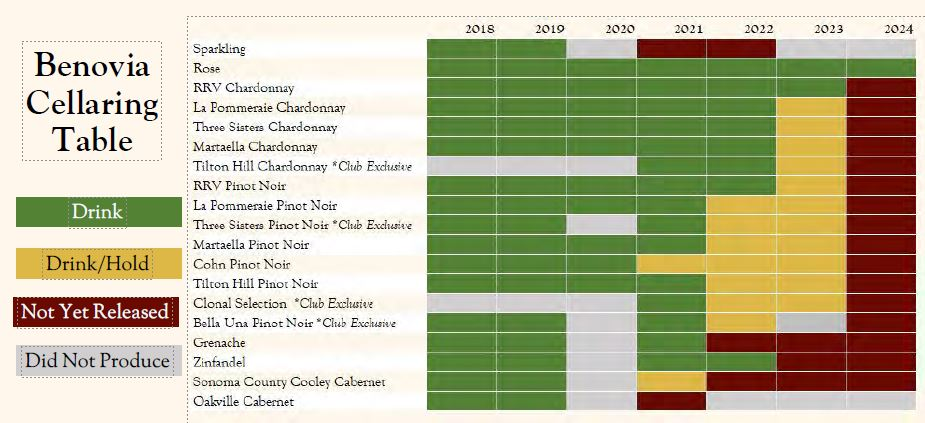 Benovia
Cellaring
Table
Drink
Drink/Hold
Not Yet Released
Did Not Produce
2018 2019 2020 2021 2022 2023 2024
Sparkling
Rose
RRV Chardonnay
La Pommeraie Chardonnay
Three Sisters Chardonnay
Martaella Chardonnay
Tilton Hill Chardonnay *Club Exclusive
RRV Pinot Noir
La Pommeraie Pinot Noir
Three Sisters Pinot Noir *Club Exclusive
Martaella Pinot Noir
Cohn Pinot Noir
Tilton Hill Pinot Noir
Clonal Selection *Club Exclusive
Bella Una Pinot Noir *Club Exclusive
Grenache
Zinfandel
Sonoma County Cooley Cabernet
Oakville Cabernet